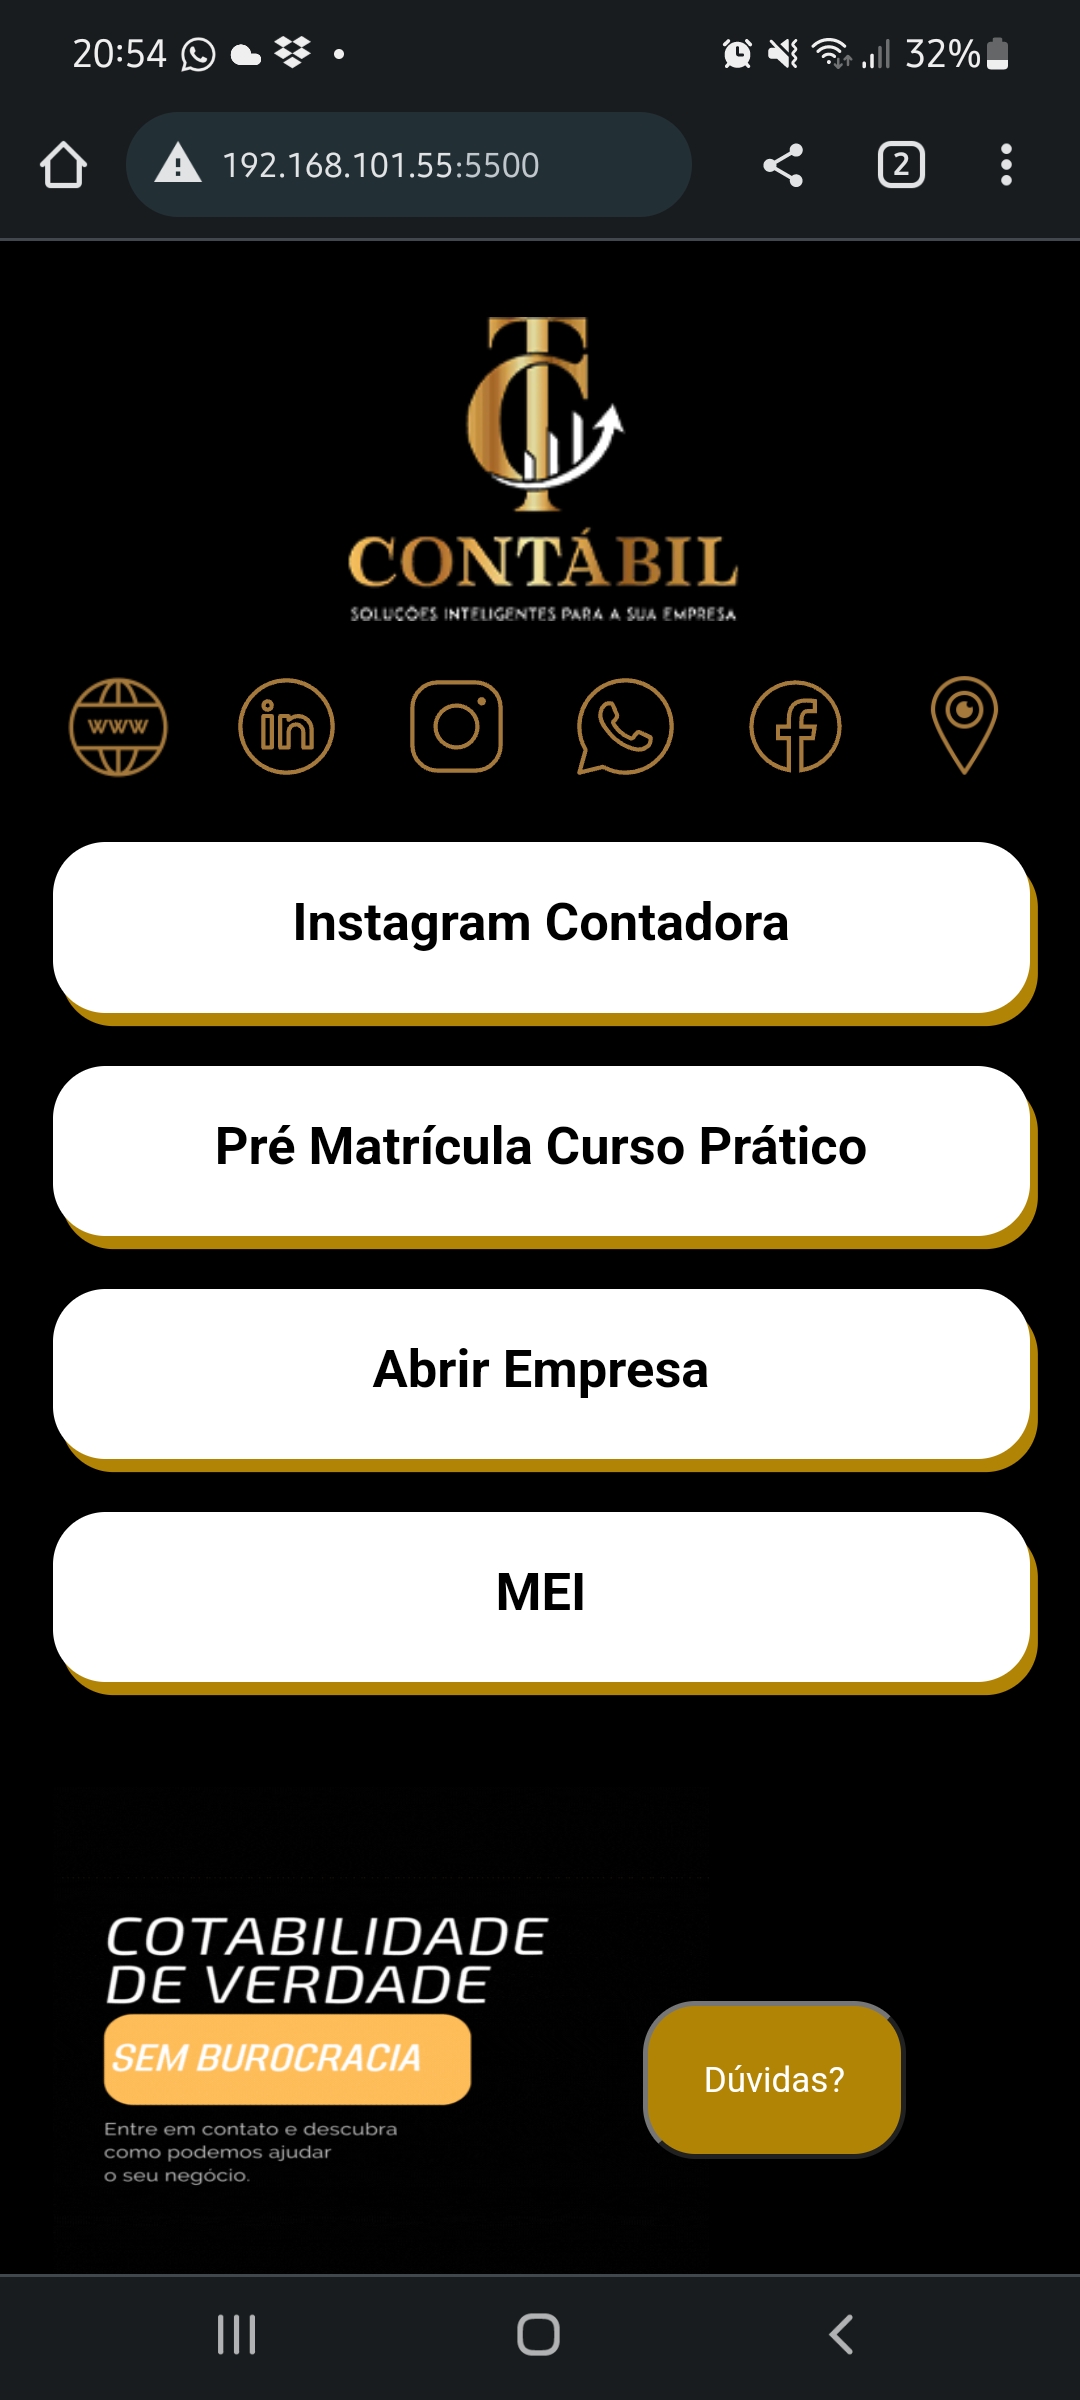 20:54
32%
192.168.101.55:5500
2
TC
CONTÁBIL
SOLUÇÕES INTELIGENTES PARA A SUA EMPRESA
www
in
f
Instagram Contadora
Pré Matrícula Curso Prático
Abrir Empresa
MEI
COTABILIDADE
DE VERDADE
SEM BUROCRACIA
Entre em contato e descubra
como podemos ajudar
o seu negócio.
Dúvidas?